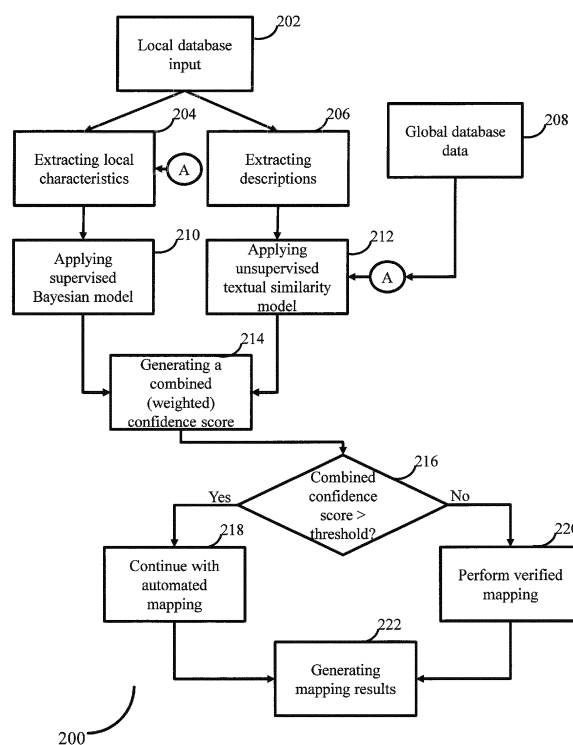 202
Local database
input
204
206
208
Extracting local
characteristics
A
Extracting
descriptions
Global database
data
210
212
Applying
supervised
Bayesian model
Applying
unsupervised
textual similarity
model
A
214
Generating a
combined
(weighted)
confidence score
216
Combined
confidence
score >
threshold?
Yes
No
218
220
Continue with
automated
mapping
Perform verified
mapping
222
Generating
mapping results
200